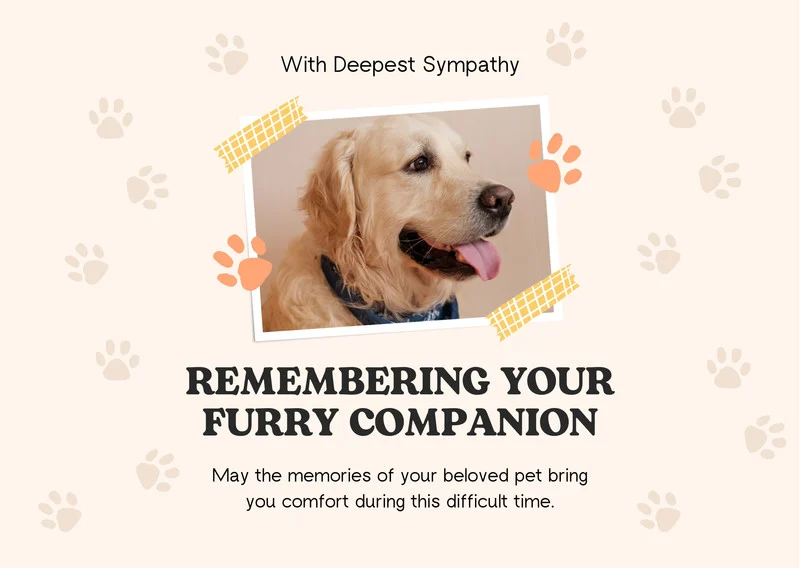 With Deepest Sympathy
REMEMBERING YOUR
FURRY COMPANION
May the memories of your beloved pet bring
you comfort during this difficult time.